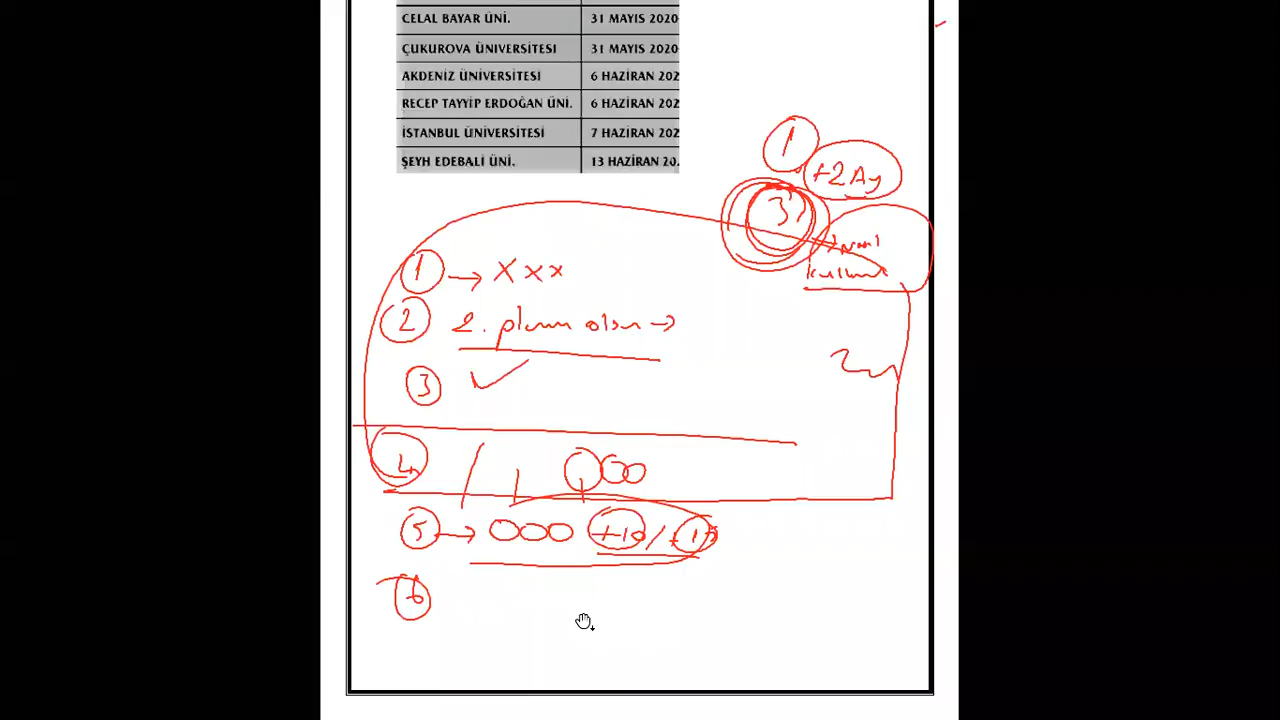 CELAL BAYAR ÜNİ. 31 MAYIS 2020
ÇUKUROVA ÜNİVERSİTESİ 31 MAYIS 2020
AKDENİZ ÜNİVERSİTESİ 6 HAZİRAN 202
RECEP TAYYİP ERDOĞAN ÜNİ. 6 HAZİRAN 202
İSTANBUL ÜNİVERSİTESİ 7 HAZİRAN 202
ŞEYH EDEBALİ ÜNİ. 13 HAZİRAN 20.
1
+2 Ay
3
1 → Xxx
2 2. planın olsun →
3
4
5 → +10/+15
6